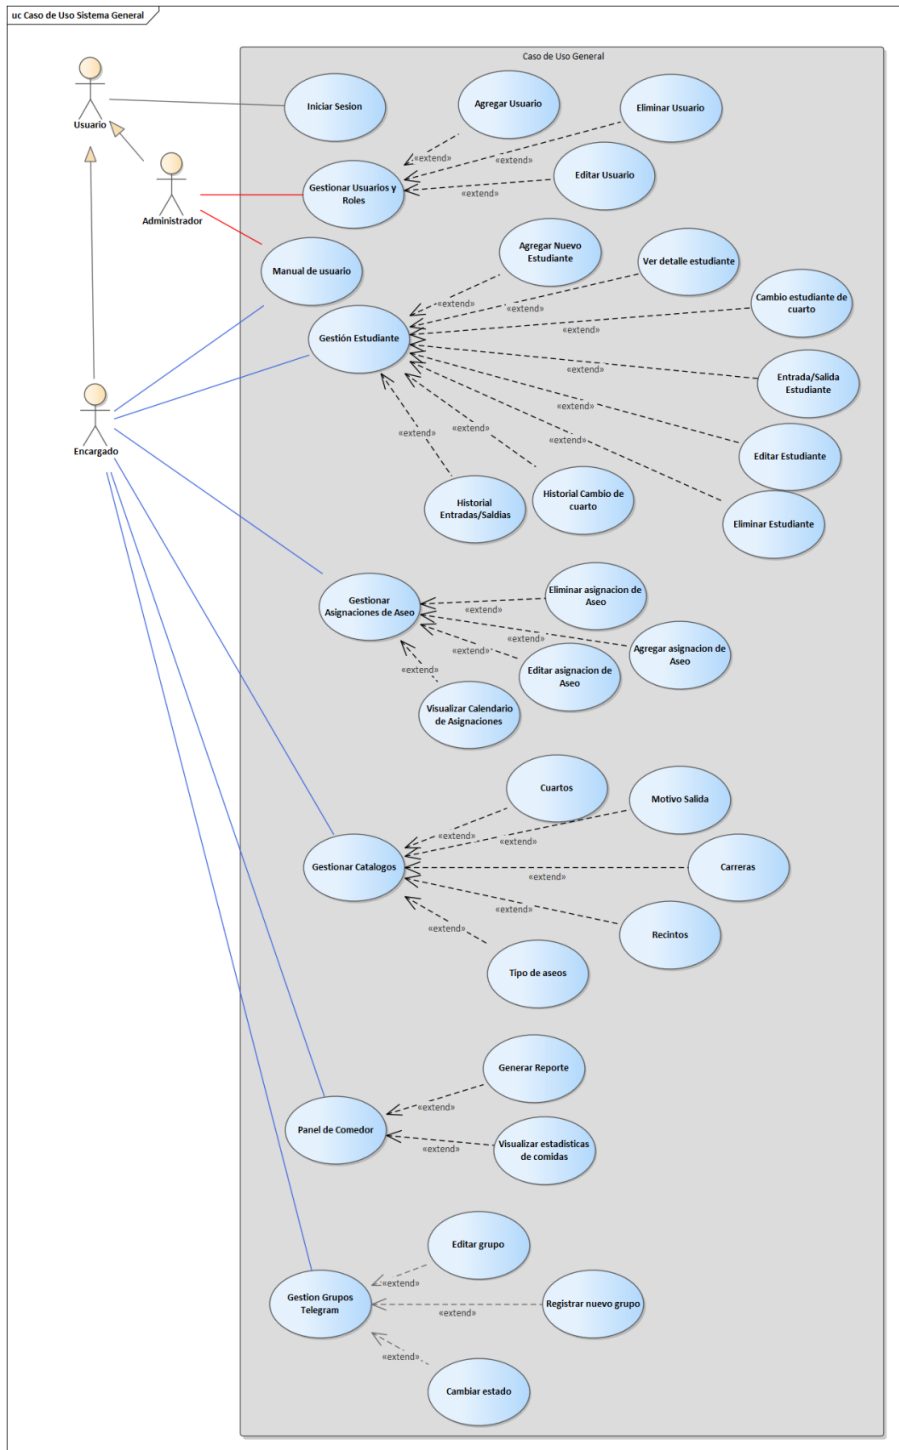 uc Caso de Uso Sistema General
Caso de Uso General
Usuario
Iniciar Sesion
Agregar Usuario
Eliminar Usuario
«extend»
«extend»
Editar Usuario
«extend»
Administrador
Gestionar Usuarios y
Roles
Manual de usuario
Agregar Nuevo
Estudiante
Ver detalle estudiante
Cambio estudiante de
cuarto
«extend»
«extend»
«extend»
Gestión Estudiante
Entrada/Salida
Estudiante
«extend»
«extend»
«extend»
«extend»
«extend»
Encargado
Editar Estudiante
Historial
Entradas/Saldias
Historial Cambio de
cuarto
Eliminar Estudiante
Gestionar
Asignaciones de Aseo
Eliminar asignacion de
Aseo
«extend»
«extend»
«extend»
«extend»
Agregar asignacion de
Aseo
Editar asignacion de
Aseo
Visualizar Calendario
de Asignaciones
Cuartos
Motivo Salida
«extend»
«extend»
Gestionar Catalogos
Carreras
«extend»
«extend»
«extend»
Recintos
Tipo de aseos
Generar Reporte
«extend»
Panel de Comedor
«extend»
Visualizar estadisticas
de comidas
Editar grupo
«extend»
Gestion Grupos
Telegram
Registrar nuevo grupo
«extend»
«extend»
Cambiar estado